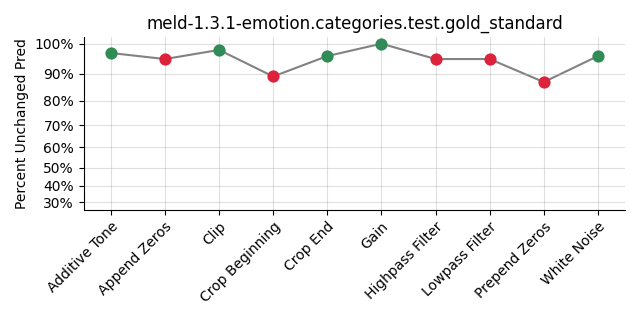 meld-1.3.1-emotion.categories.test.gold_standard
Percent Unchanged Pred
100%
90%
80%
70%
60%
50%
40%
30%
Additive Tone
Append Zeros
Clip
Crop Beginning
Crop End
Gain
Highpass Filter
Lowpass Filter
Prepend Zeros
White Noise